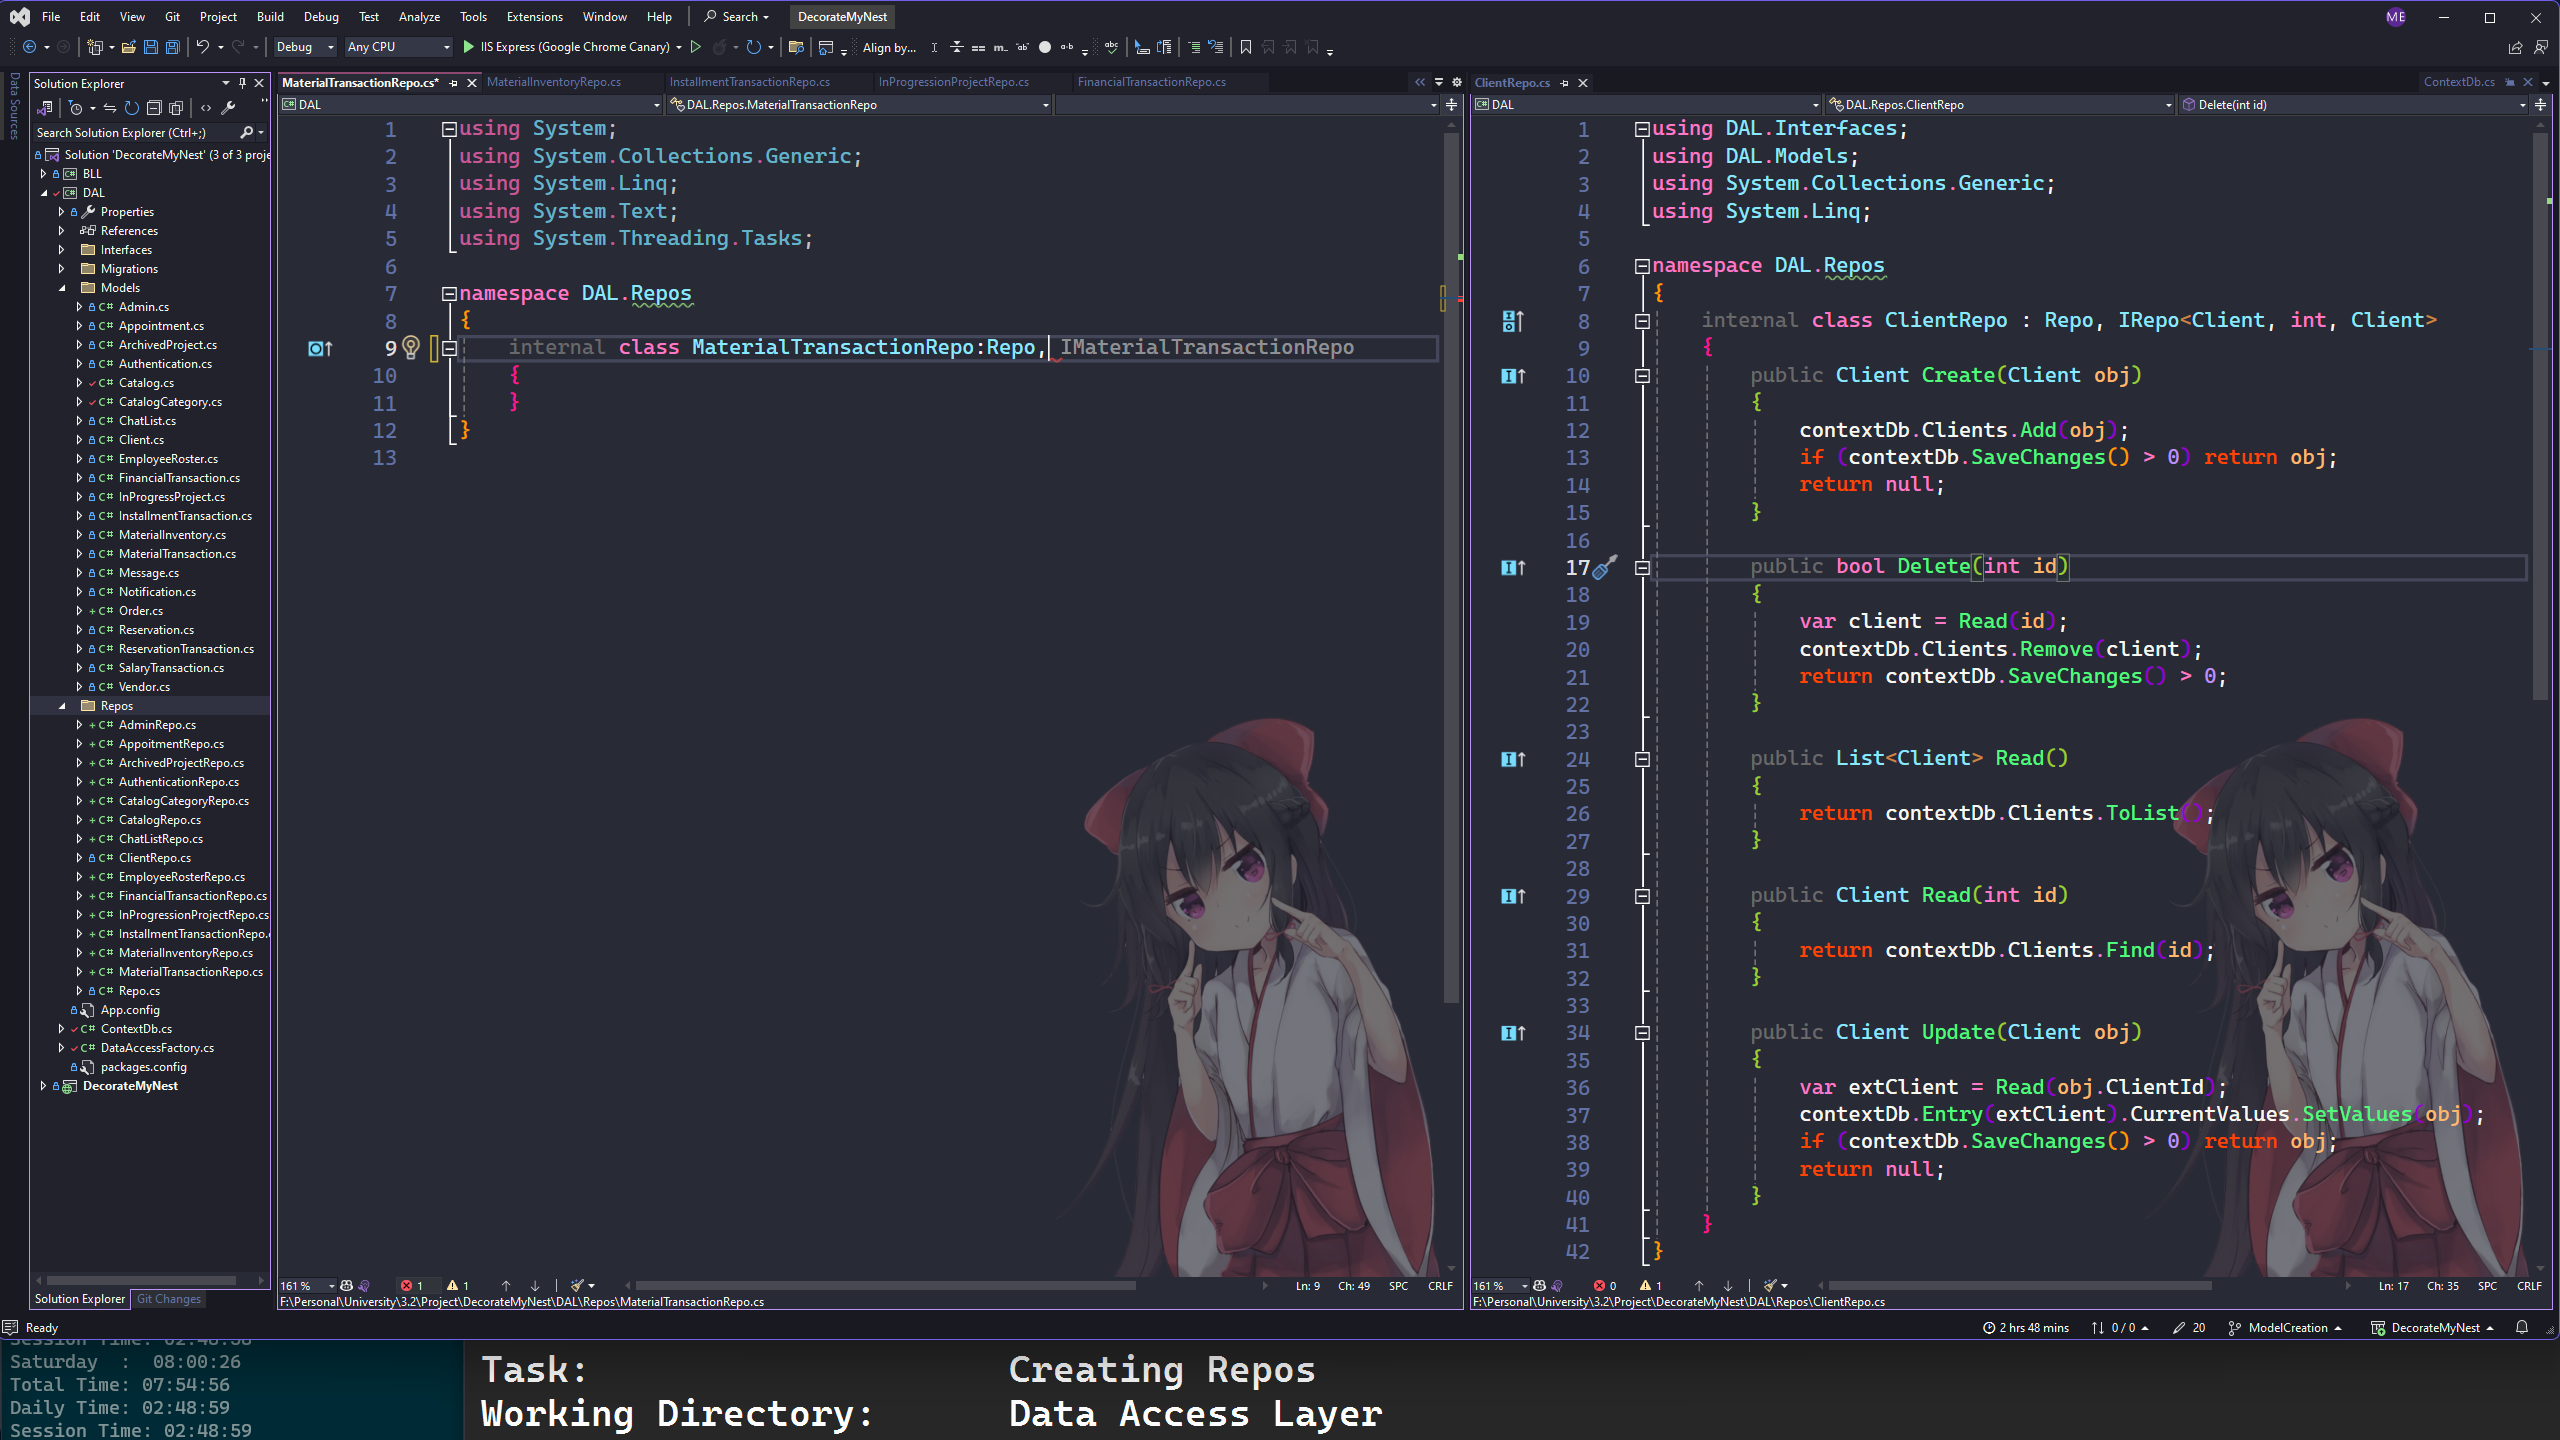 File Edit View Git Project Build Debug Test Analyze Tools Extensions Window Help Search DecorateMyNest ME
Debug Any CPU IIS Express (Google Chrome Canary) Align by...
Data Sources
Solution Explorer
Search Solution Explorer (Ctrl+;)
Solution 'DecorateMyNest' (3 of 3 proje
BLL
DAL
Properties
References
Interfaces
Migrations
Models
Admin.cs
Appointment.cs
ArchivedProject.cs
Authentication.cs
Catalog.cs
CatalogCategory.cs
ChatList.cs
Client.cs
EmployeeRoster.cs
FinancialTransaction.cs
InProgressProject.cs
InstallmentTransaction.cs
MaterialInventory.cs
MaterialTransaction.cs
Message.cs
Notification.cs
Order.cs
Reservation.cs
ReservationTransaction.cs
SalaryTransaction.cs
Vendor.cs
Repos
AdminRepo.cs
AppoitmentRepo.cs
ArchivedProjectRepo.cs
AuthenticationRepo.cs
CatalogCategoryRepo.cs
CatalogRepo.cs
ChatListRepo.cs
ClientRepo.cs
EmployeeRosterRepo.cs
FinancialTransactionRepo.cs
InProgressionProjectRepo.cs
InstallmentTransactionRepo.
MaterialInventoryRepo.cs
MaterialTransactionRepo.cs
Repo.cs
App.config
ContextDb.cs
DataAccessFactory.cs
packages.config
DecorateMyNest
Solution Explorer Git Changes
MaterialTransactionRepo.cs* MaterialInventoryRepo.cs InstallmentTransactionRepo.cs InProgressionProjectRepo.cs FinancialTransactionRepo.cs
DAL DAL.Repos.MaterialTransactionRepo
1 using System;
2 using System.Collections.Generic;
3 using System.Linq;
4 using System.Text;
5 using System.Threading.Tasks;
6
7 namespace DAL.Repos
8 {
9 internal class MaterialTransactionRepo:Repo, IMaterialTransactionRepo
10 {
11 }
12 }
13
161 % 1 1 Ln: 9 Ch: 49 SPC CRLF
F:\Personal\University\3.2\Project\DecorateMyNest\DAL\Repos\MaterialTransactionRepo.cs
ClientRepo.cs ContextDb.cs
DAL DAL.Repos.ClientRepo Delete(int id)
1 using DAL.Interfaces;
2 using DAL.Models;
3 using System.Collections.Generic;
4 using System.Linq;
5
6 namespace DAL.Repos
7 {
8 internal class ClientRepo : Repo, IRepo<Client, int, Client>
9 {
10 public Client Create(Client obj)
11 {
12 contextDb.Clients.Add(obj);
13 if (contextDb.SaveChanges() > 0) return obj;
14 return null;
15 }
16
17 public bool Delete(int id)
18 {
19 var client = Read(id);
20 contextDb.Clients.Remove(client);
21 return contextDb.SaveChanges() > 0;
22 }
23
24 public List<Client> Read()
25 {
26 return contextDb.Clients.ToList();
27 }
28
29 public Client Read(int id)
30 {
31 return contextDb.Clients.Find(id);
32 }
33
34 public Client Update(Client obj)
35 {
36 var extClient = Read(obj.ClientId);
37 contextDb.Entry(extClient).CurrentValues.SetValues(obj);
38 if (contextDb.SaveChanges() > 0) return obj;
39 return null;
40 }
41 }
42 }
161 % 0 1 Ln: 17 Ch: 35 SPC CRLF
F:\Personal\University\3.2\Project\DecorateMyNest\DAL\Repos\ClientRepo.cs
Ready 2 hrs 48 mins 0 / 0 20 ModelCreation DecorateMyNest
Session Time: 02:48:58
Saturday : 08:00:26
Total Time: 07:54:56
Daily Time: 02:48:59
Session Time: 02:48:59
Task: Creating Repos
Working Directory: Data Access Layer